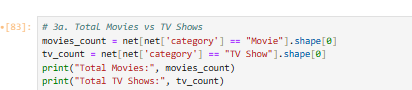 [83]:
# 3a. Total Movies vs TV Shows
movies_count = net[net['category'] == "Movie"].shape[0]
tv_count = net[net['category'] == "TV Show"].shape[0]
print("Total Movies:", movies_count)
print("Total TV Shows:", tv_count)